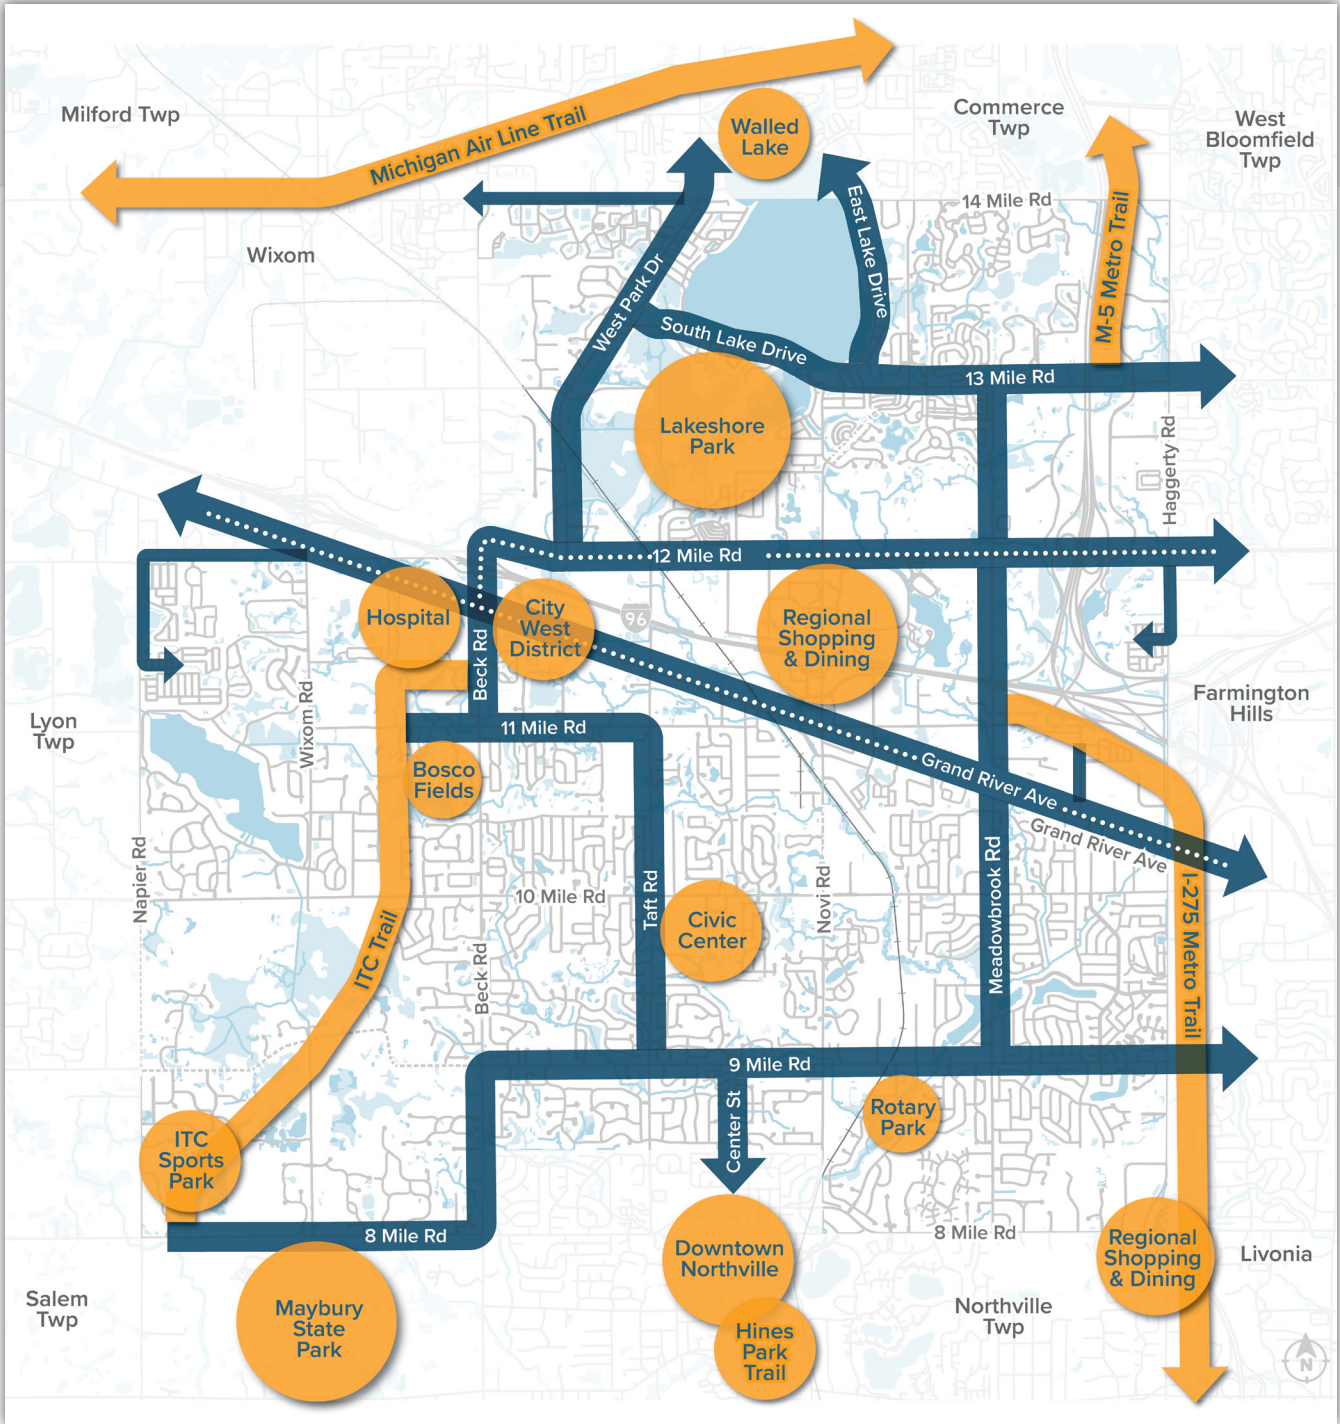 Milford Twp
Michigan Air Line Trail
Walled
Lake
Commerce
Twp
West
Bloomfield
Twp
14 Mile Rd
Wixom
West Park Dr
East Lake Drive
M-5 Metro Trail
South Lake Drive
13 Mile Rd
Lakeshore
Park
Haggerty Rd
12 Mile Rd
Hospital
City
West
District
96
Regional
Shopping
& Dining
Beck Rd
Wixom Rd
Lyon
Twp
11 Mile Rd
Farmington
Hills
Bosco
Fields
Grand River Ave
Grand River Ave
Napier Rd
10 Mile Rd
Taft Rd
Civic
Center
Novi Rd
Meadowbrook Rd
I-275 Metro Trail
ITC Trail
Beck Rd
9 Mile Rd
Center St
Rotary
Park
ITC
Sports
Park
8 Mile Rd
8 Mile Rd
Downtown
Northville
Regional
Shopping
& Dining
Livonia
Salem
Twp
Maybury
State
Park
Northville
Twp
Hines
Park
Trail
N